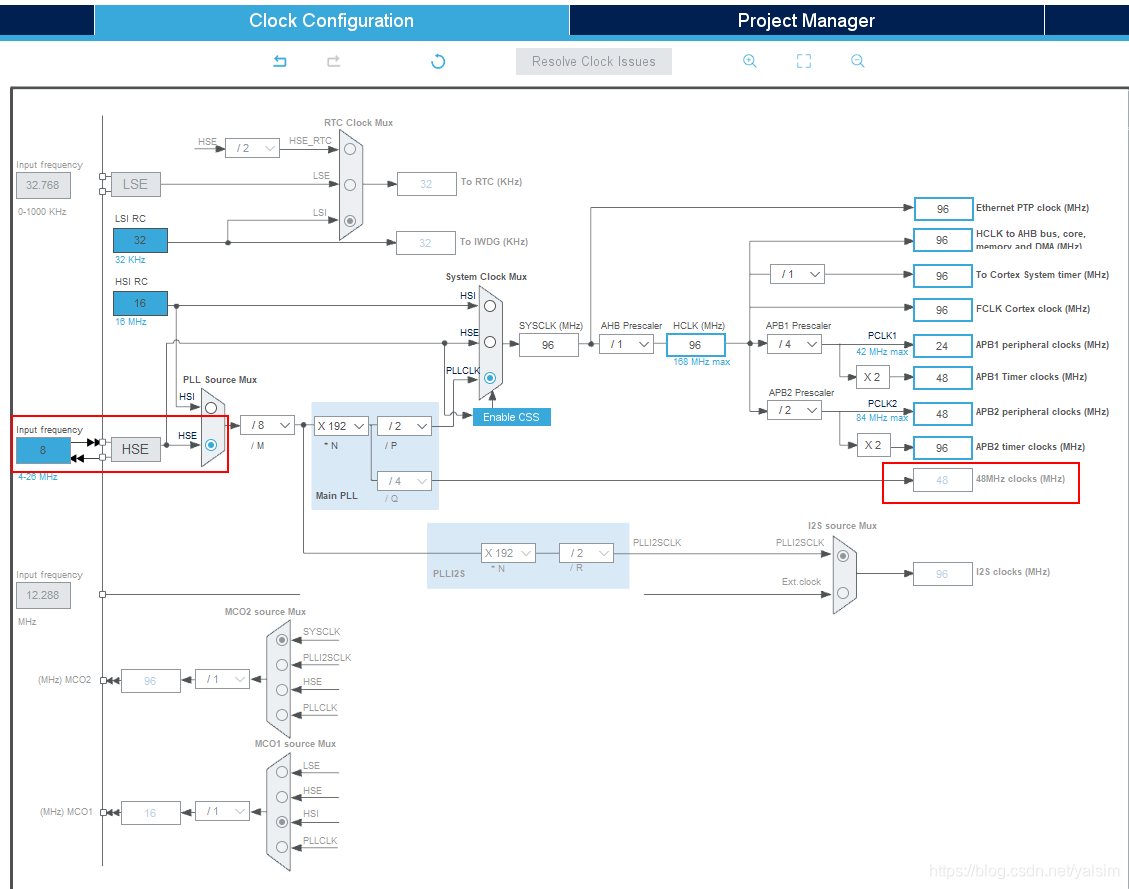 Clock Configuration
Project Manager
Resolve Clock Issues
RTC Clock Mux
HSE
/ 2
HSE_RTC
Input frequency
32.768
0-1000 KHz
LSE
LSE
32
To RTC (KHz)
LSI RC
LSI
32
32 KHz
32
To IWDG (KHz)
HSI RC
16
16 MHz
System Clock Mux
HSI
HSE
PLLCLK
SYSCLK (MHz)
96
AHB Prescaler
/ 1
HCLK (MHz)
96
168 MHz max
96
Ethernet PTP clock (MHz)
96
HCLK to AHB bus, core,
memory and DMA (MHz)
/ 1
96
To Cortex System timer (MHz)
96
FCLK Cortex clock (MHz)
APB1 Prescaler
/ 4
PCLK1
42 MHz max
24
APB1 peripheral clocks (MHz)
X 2
48
APB1 Timer clocks (MHz)
APB2 Prescaler
/ 2
PCLK2
84 MHz max
48
APB2 peripheral clocks (MHz)
X 2
96
APB2 timer clocks (MHz)
Enable CSS
PLL Source Mux
HSI
HSE
Input frequency
8
4-26 MHz
HSE
/ 8
/ M
X 192
* N
/ 2
/ P
/ 4
/ Q
Main PLL
48
48MHz clocks (MHz)
X 192
* N
/ 2
/ R
PLLI2S
PLLI2SCLK
I2S source Mux
PLLI2SCLK
Ext.clock
96
I2S clocks (MHz)
Input frequency
12.288
MHz
MCO2 source Mux
SYSCLK
PLLI2SCLK
HSE
PLLCLK
(MHz) MCO2
96
/ 1
MCO1 source Mux
LSE
HSE
HSI
PLLCLK
(MHz) MCO1
16
/ 1
https://blog.csdn.net/yalsim